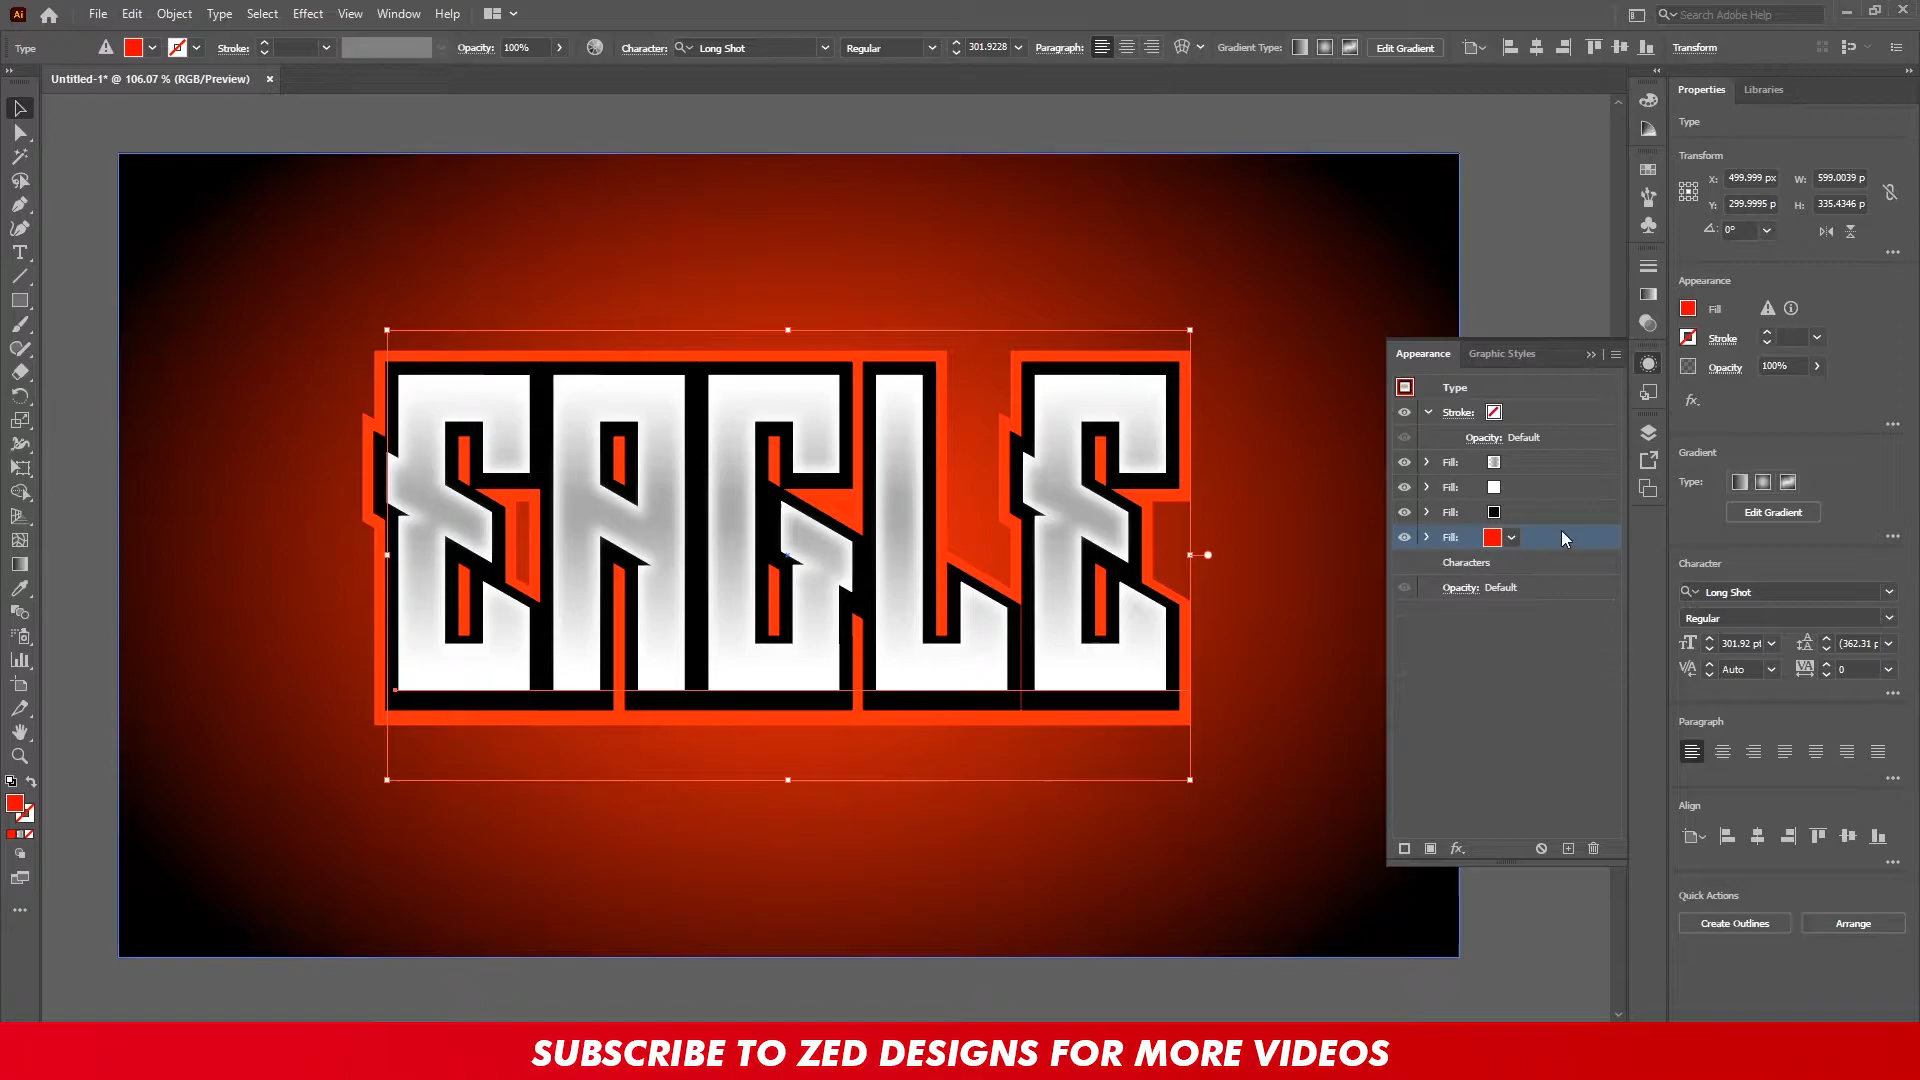 Ai File Edit Object Type Select Effect View Window Help Search Adobe Help
Type Stroke: Opacity: 100% Character: Long Shot Regular 301.9228 Paragraph: Gradient Type: Edit Gradient Transform
Untitled-1* @ 106.07 % (RGB/Preview) ×
EAGLE
Appearance Graphic Styles
Type
Stroke:
Opacity: Default
Fill:
Fill:
Fill:
Fill:
Characters
Opacity: Default
fx.
Properties Libraries
Type
Transform
X: 499.999 px W: 599.0039 p
Y: 299.9995 p H: 335.4346 p
0°
Appearance
Fill
Stroke
Opacity 100%
fx.
Gradient
Type:
Edit Gradient
Character
Long Shot
Regular
301.92 pt (362.31 p
Auto 0
Paragraph
Align
Quick Actions
Create Outlines Arrange
SUBSCRIBE TO ZED DESIGNS FOR MORE VIDEOS